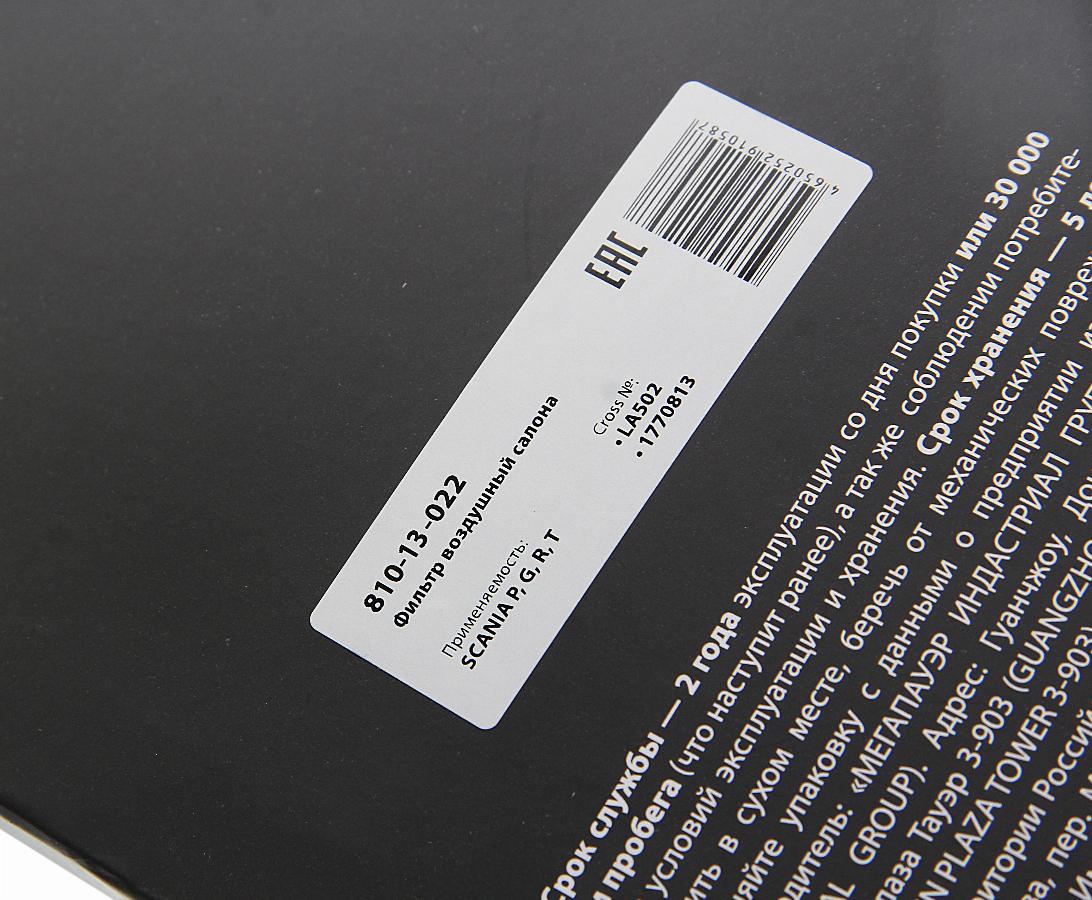 810-13-022
Фильтр воздушный салона
Применяемость:
SCANIA P, G, R, T
Cross №:
• LA502
• 1770813
EAC
4650252910587
Срок службы — 2 года эксплуатации со дня покупки или 30 000
пробега (что наступит ранее), а так же соблюдении потребите-
условий эксплуатации и хранения. Срок хранения — 5
в сухом месте, беречь от механических
упаковку с данными о предприятии
«МЕГАПАУЭР ИНДАСТРИАЛ
GROUP). Адрес: Гуанчжоу,
Тауэр 3-903 (GUANGZH
PLAZA TOWER 3-903)
пер.